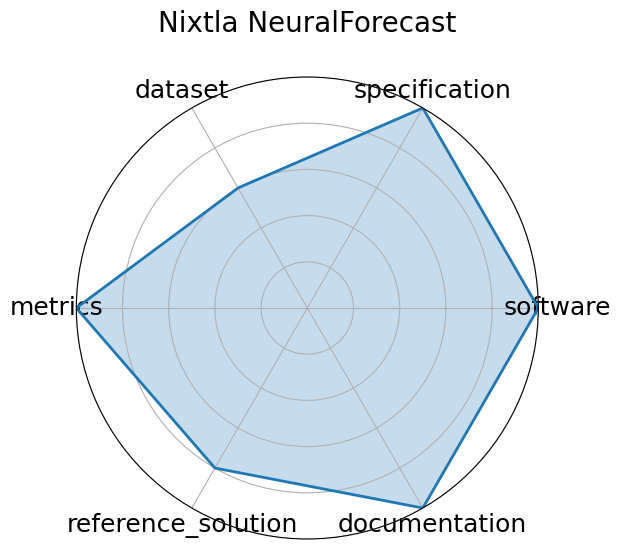 Nixtla NeuralForecast
dataset
specification
metrics
software
reference_solution
documentation